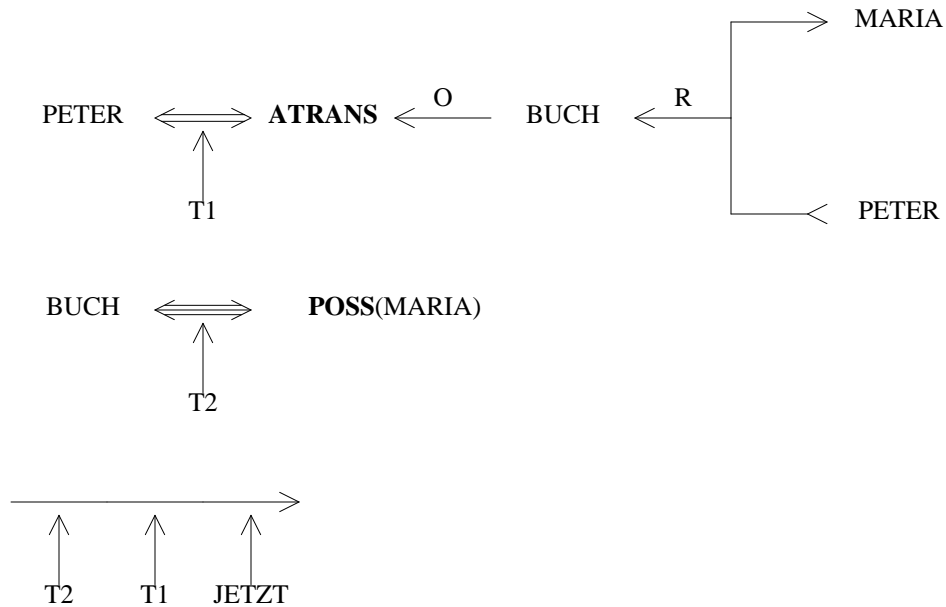 MARIA
PETER ATRANS O BUCH R
T1 PETER
BUCH POSS(MARIA)
T2
T2 T1 JETZT